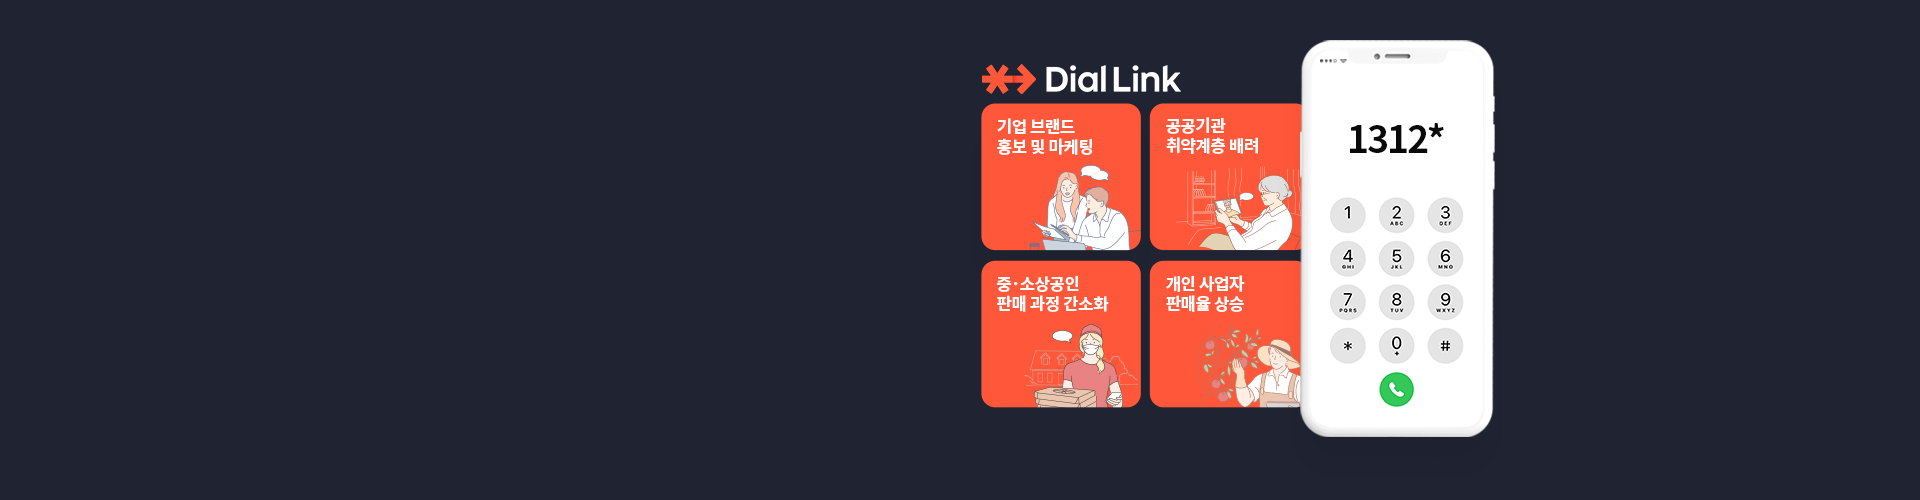 Dial Link
기업 브랜드
홍보 및 마케팅
공공기관
취약계층 배려
중·소상공인
판매 과정 간소화
개인 사업자
판매율 상승
1312*
1
2
ABC
3
DEF
4
GHI
5
JKL
6
MNO
7
PQRS
8
TUV
9
WXYZ
*
0
+
#